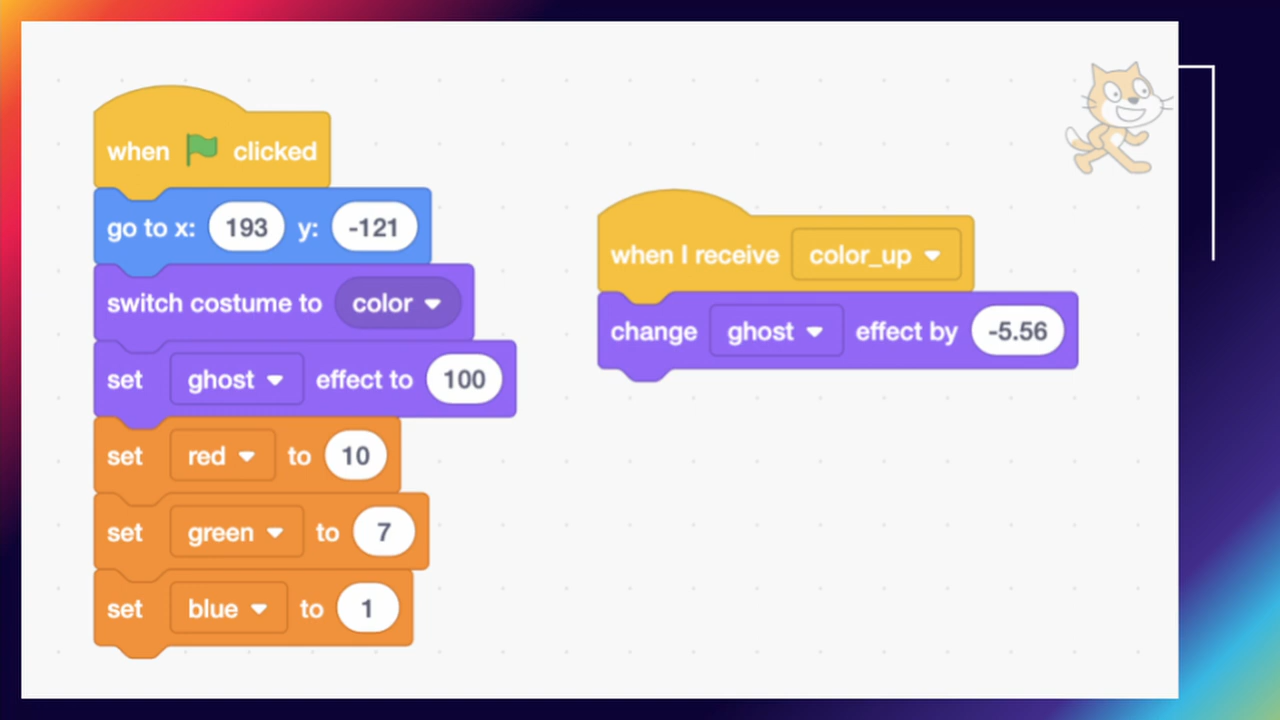 when clicked
go to x: 193 y: -121
switch costume to color
set ghost effect to 100
set red to 10
set green to 7
set blue to 1
when I receive color_up
change ghost effect by -5.56